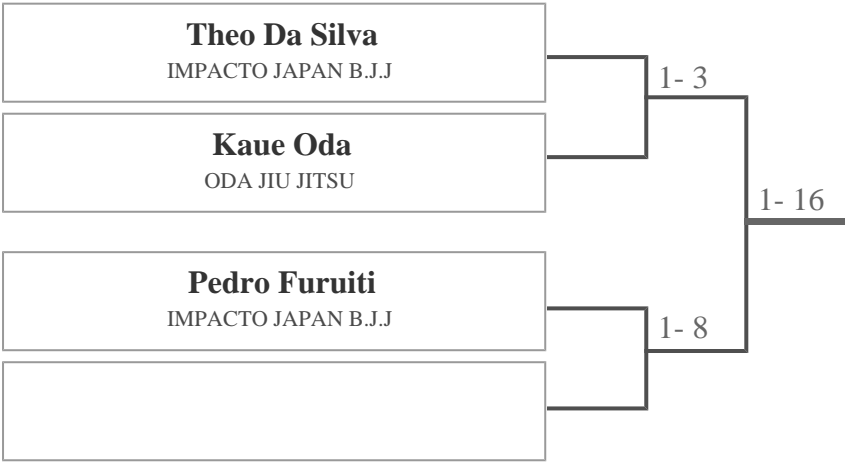 Theo Da Silva
IMPACTO JAPAN B.J.J
1- 3
Kaue Oda
ODA JIU JITSU
1- 16
Pedro Furuiti
IMPACTO JAPAN B.J.J
1- 8